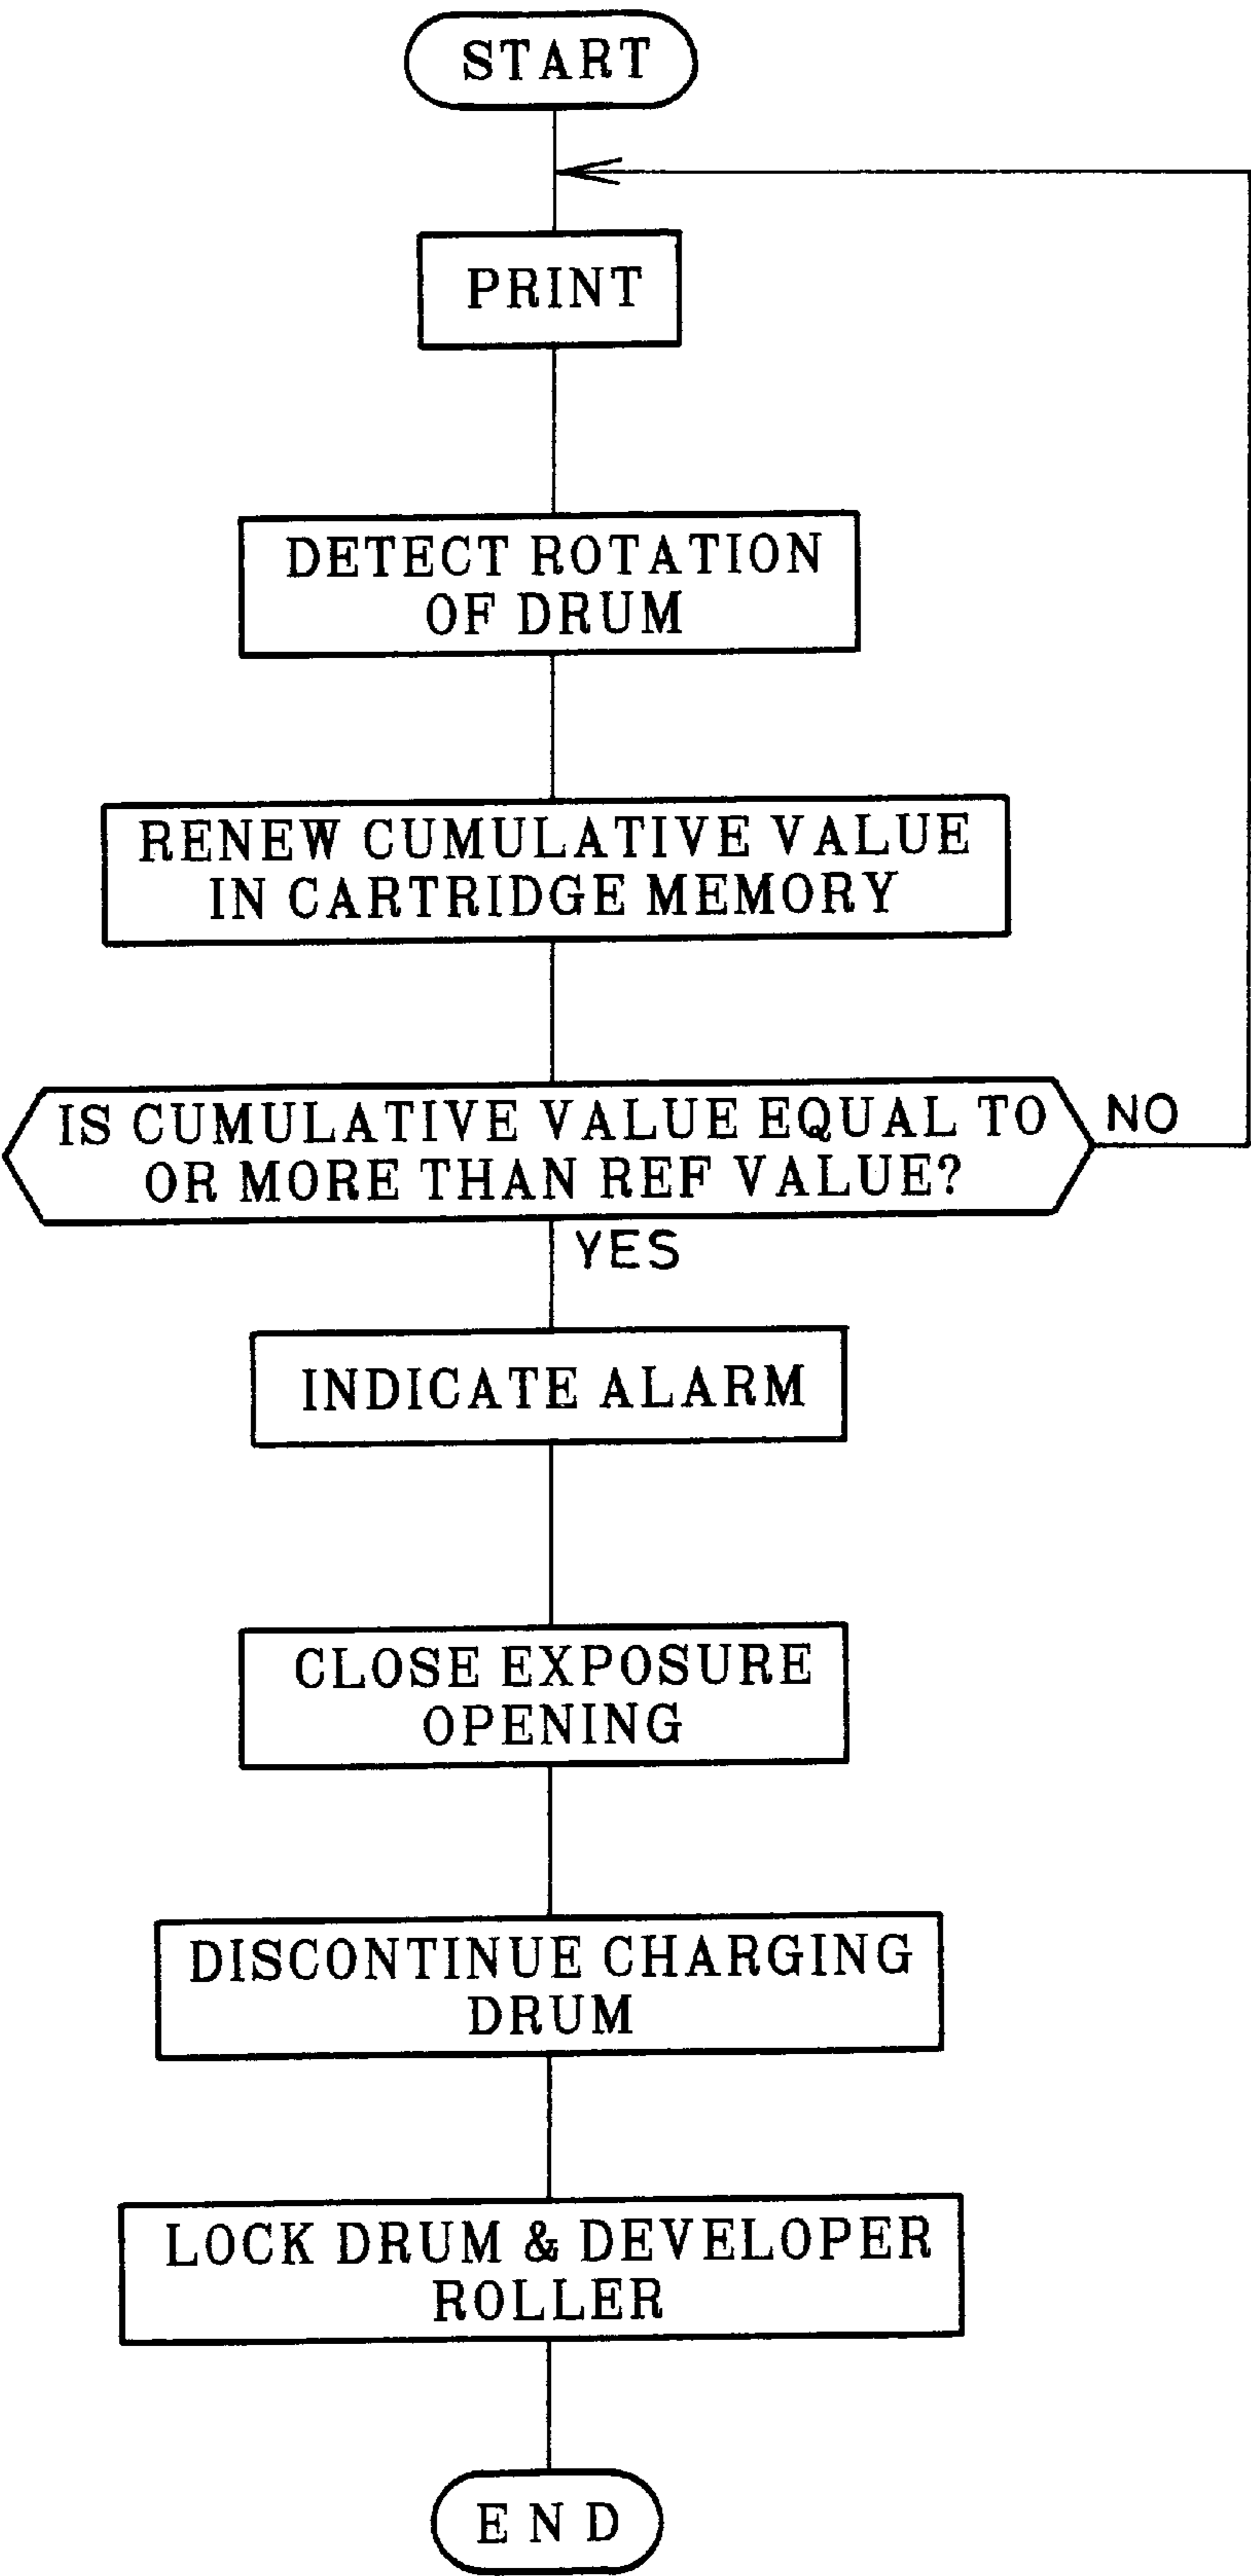 START
PRINT
DETECT ROTATION
OF DRUM
RENEW CUMULATIVE VALUE
IN CARTRIDGE MEMORY
IS CUMULATIVE VALUE EQUAL TO
OR MORE THAN REF VALUE?
NO
YES
INDICATE ALARM
CLOSE EXPOSURE
OPENING
DISCONTINUE CHARGING
DRUM
LOCK DRUM & DEVELOPER
ROLLER
END